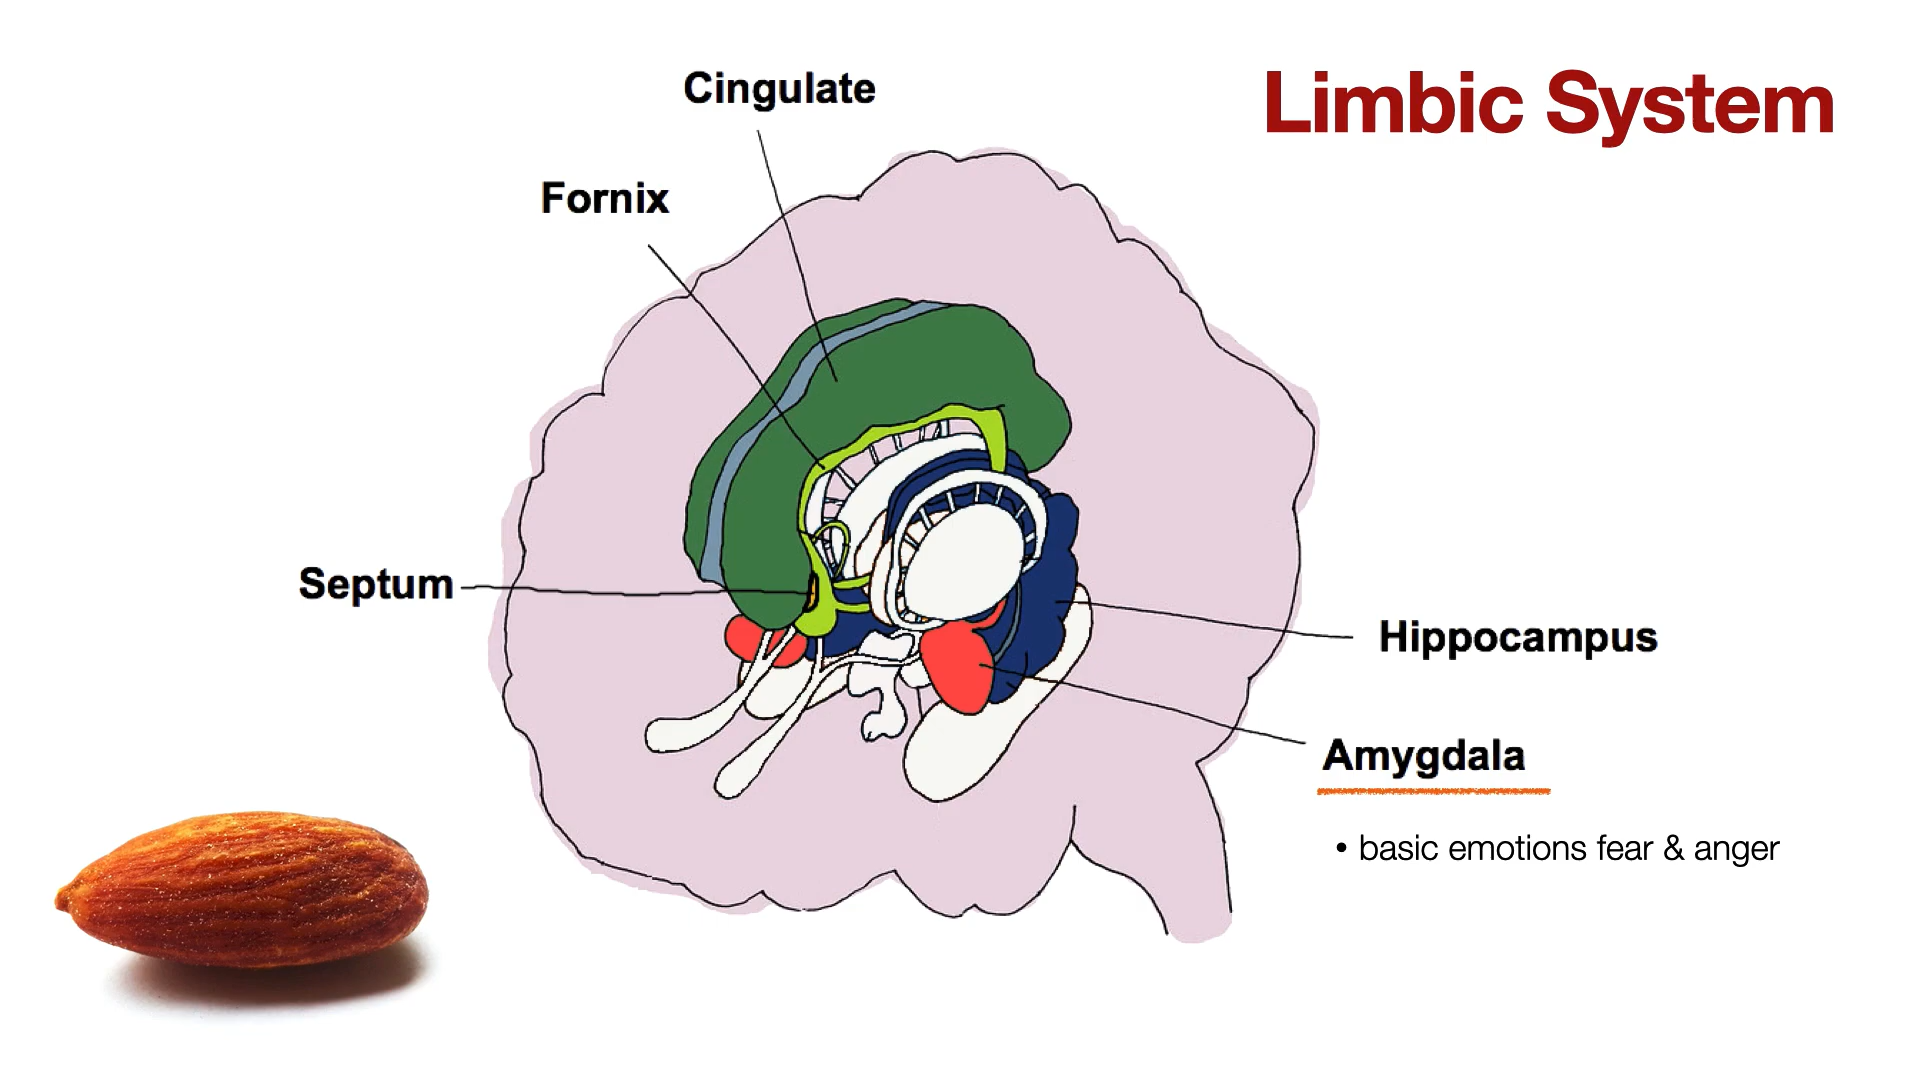 Limbic System
Cingulate
Fornix
Septum
Hippocampus
Amygdala
• basic emotions fear & anger